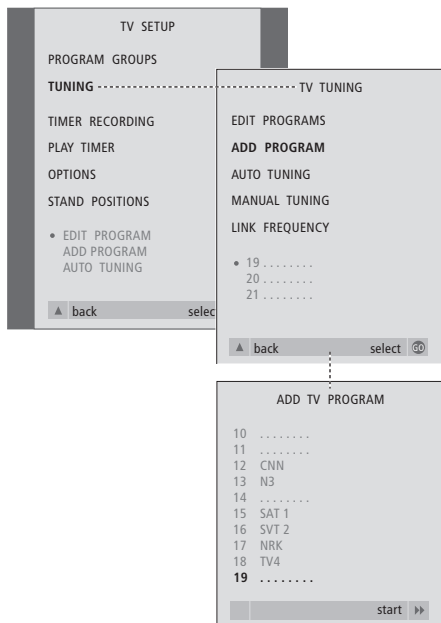 TV SETUP
PROGRAM GROUPS
TUNING
TIMER RECORDING
PLAY TIMER
OPTIONS
STAND POSITIONS
• EDIT PROGRAM
ADD PROGRAM
AUTO TUNING
▲ back selec
TV TUNING
EDIT PROGRAMS
ADD PROGRAM
AUTO TUNING
MANUAL TUNING
LINK FREQUENCY
• 19 ........
20 ........
21 ........
▲ back select GO
ADD TV PROGRAM
10 ........
11 ........
12 CNN
13 N3
14 ........
15 SAT 1
16 SVT 2
17 NRK
18 TV4
19 ........
start ▸▸